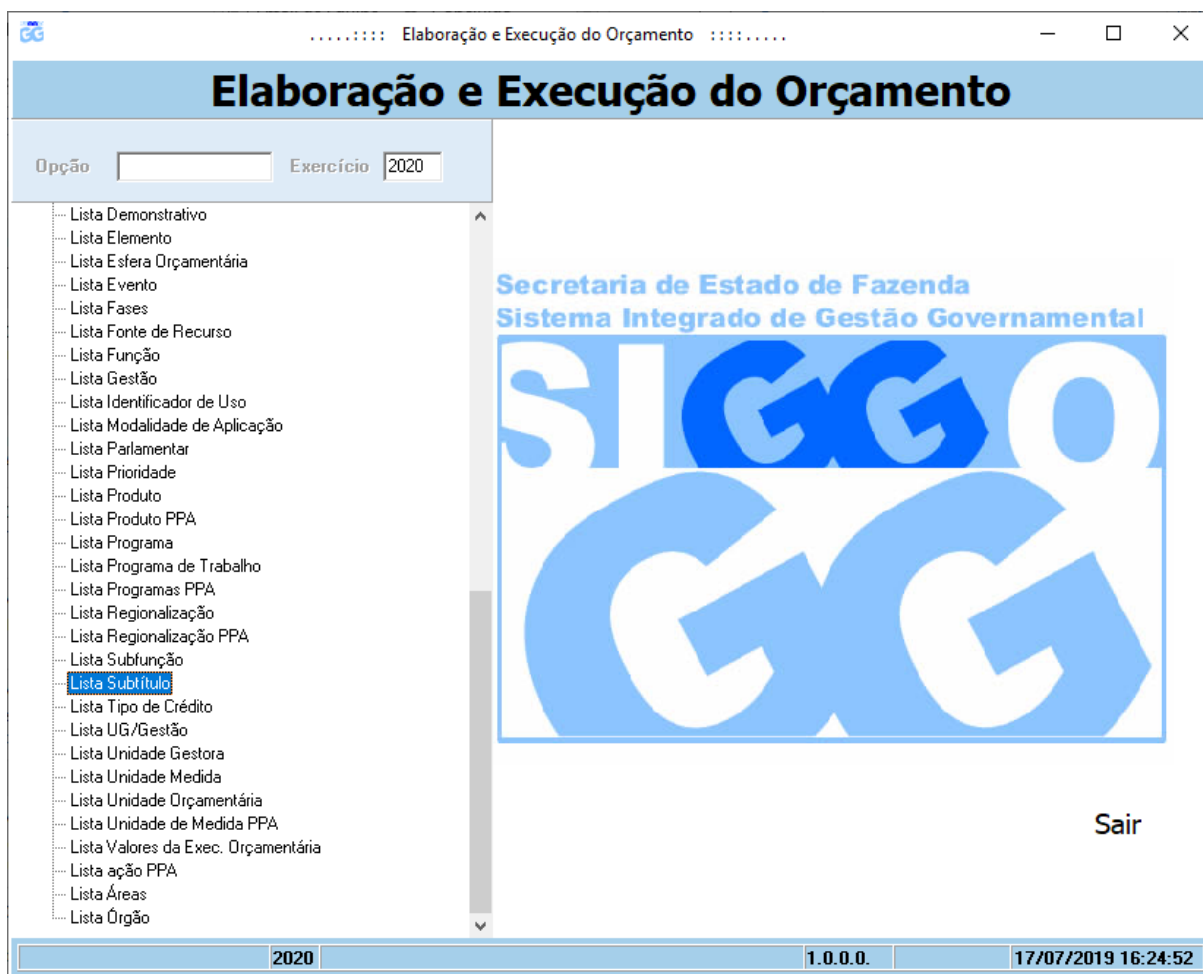 GG
.....:::: Elaboração e Execução do Orçamento ::::.....
Elaboração e Execução do Orçamento
Opção
Exercício 2020
Lista Demonstrativo
Lista Elemento
Lista Esfera Orçamentária
Lista Evento
Lista Fases
Lista Fonte de Recurso
Lista Função
Lista Gestão
Lista Identificador de Uso
Lista Modalidade de Aplicação
Lista Parlamentar
Lista Prioridade
Lista Produto
Lista Produto PPA
Lista Programa
Lista Programa de Trabalho
Lista Programas PPA
Lista Regionalização
Lista Regionalização PPA
Lista Subfunção
Lista Subtítulo
Lista Tipo de Crédito
Lista UG/Gestão
Lista Unidade Gestora
Lista Unidade Medida
Lista Unidade Orçamentária
Lista Unidade de Medida PPA
Lista Valores da Exec. Orçamentária
Lista ação PPA
Lista Áreas
Lista Órgão
Secretaria de Estado de Fazenda
Sistema Integrado de Gestão Governamental
SIGGO
GG
Sair
2020
1.0.0.0.
17/07/2019 16:24:52